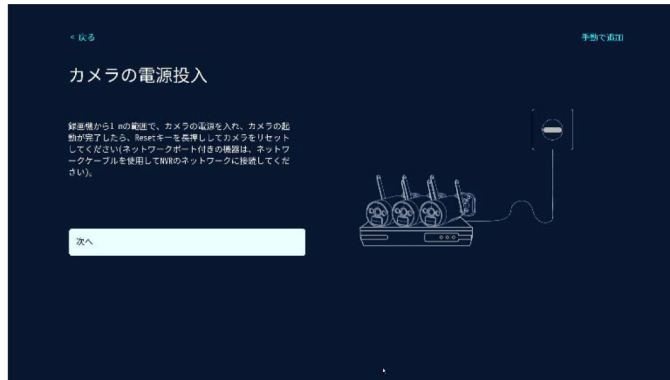 < 戻る
手動で追加
カメラの電源投入
録画機から1 mの範囲で、カメラの電源を入れ、カメラの起
動が完了したら、Resetキーを長押ししてカメラをリセット
してください(ネットワークポート付きの機器は、ネットワ
ークケーブルを使用してNVRのネットワークに接続してくだ
さい)。
次へ